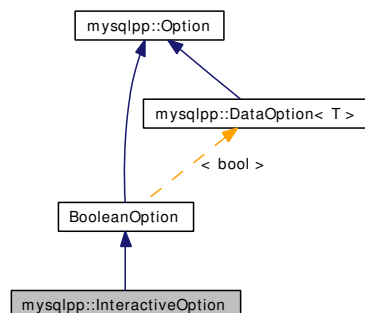 mysqlpp::Option
mysqlpp::DataOption< T >
< bool >
BooleanOption
mysqlpp::InteractiveOption